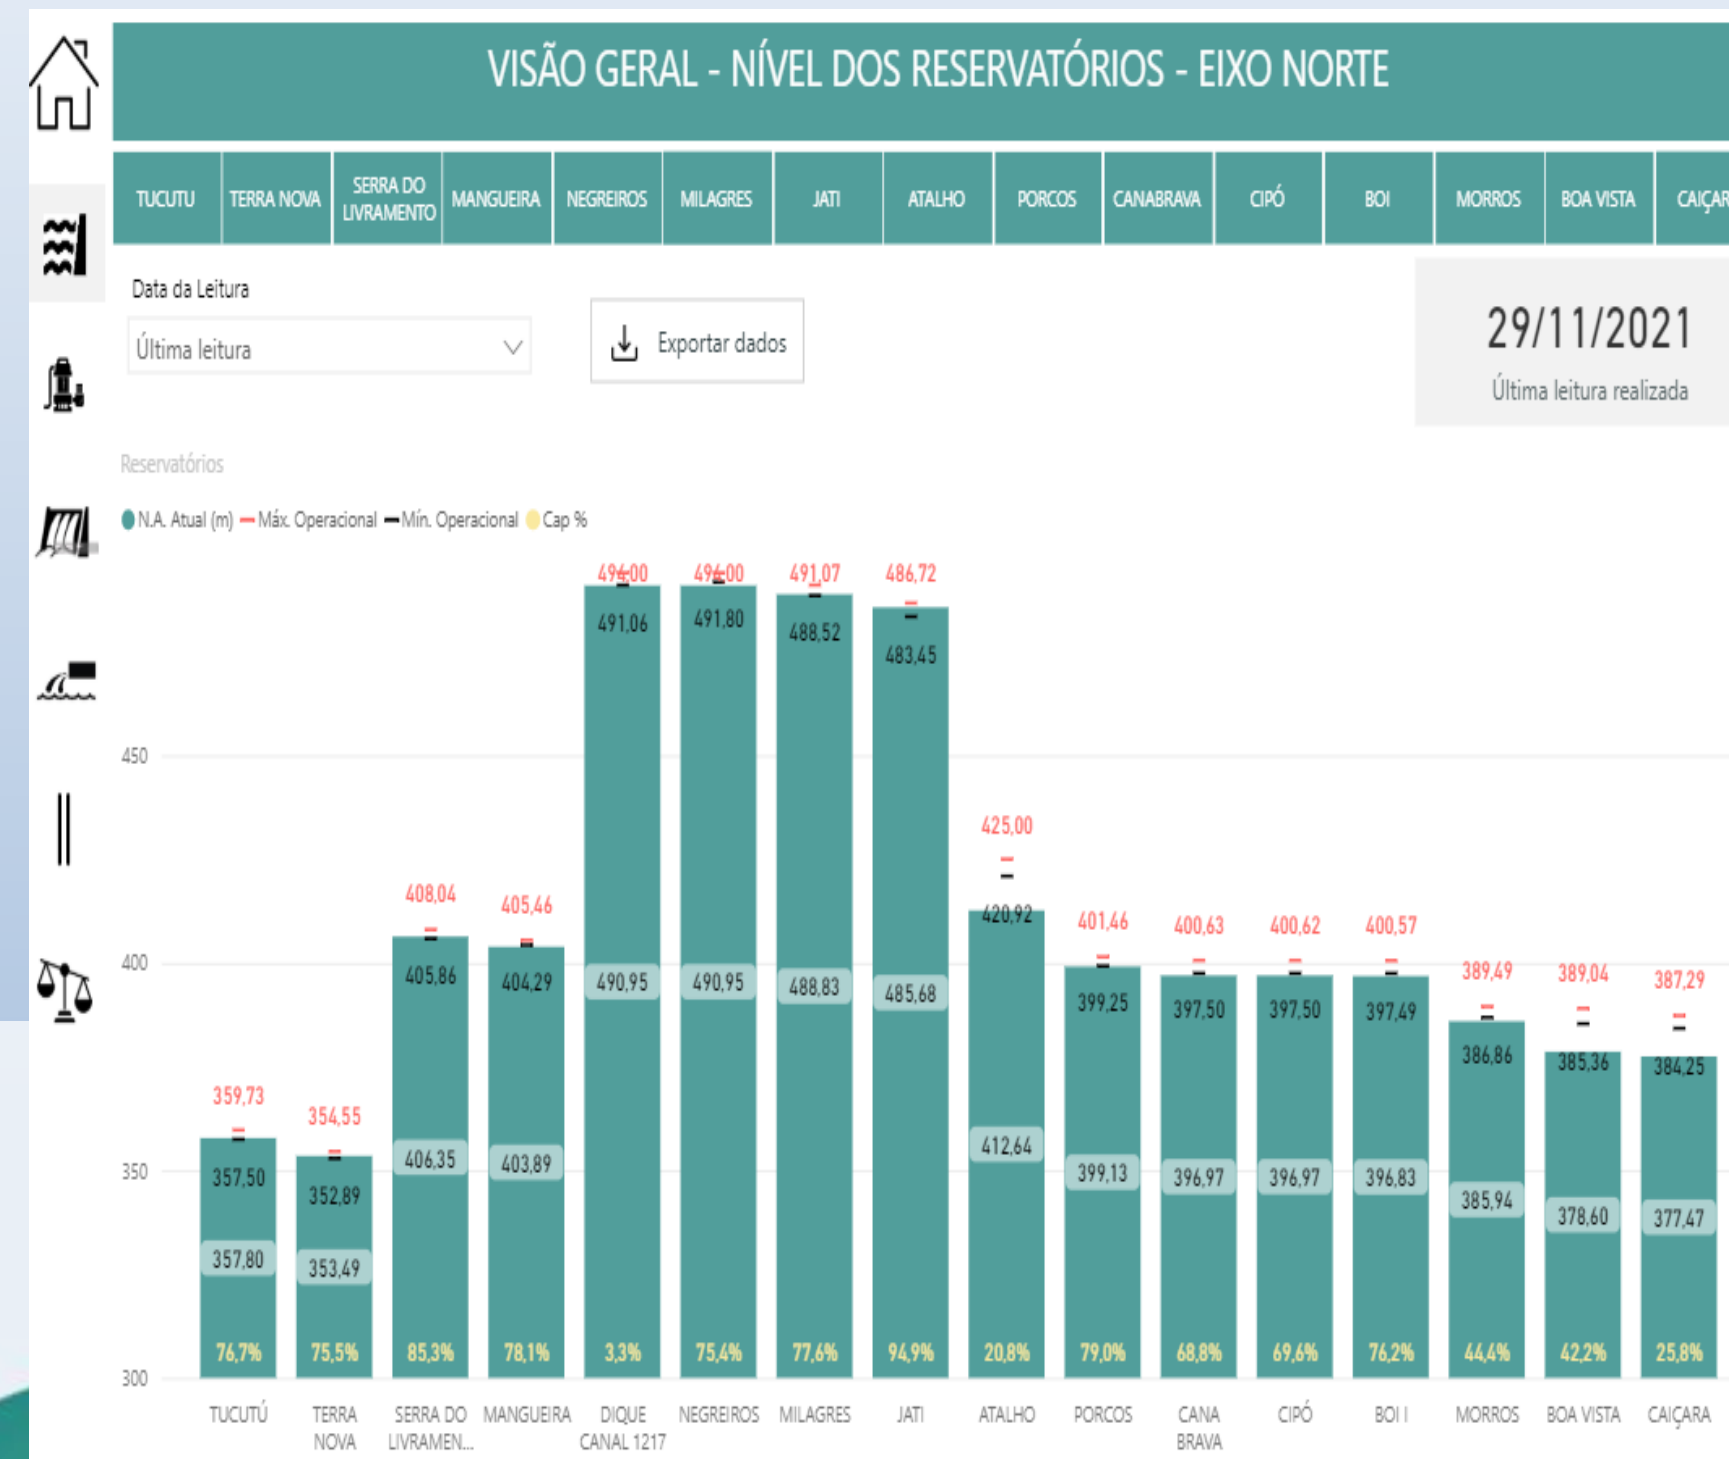 VISÃO GERAL - NÍVEL DOS RESERVATÓRIOS - EIXO NORTE
TUCUTU
TERRA NOVA
SERRA DO
LIVRAMENTO
MANGUEIRA
NEGREIROS
MILAGRES
JATI
ATALHO
PORCOS
CANABRAVA
CIPÓ
BOI
MORROS
BOA VISTA
CAIÇAR
Data da Leitura
Última leitura
Exportar dados
29/11/2021
Última leitura realizada
Reservatórios
N.A. Atual (m) Máx. Operacional Mín. Operacional Cap %
494,00 494,00 491,07 486,72
491,06 491,80 488,52 483,45
450
425,00
408,04 405,46 420,92 401,46 400,63 400,62 400,57
400
405,86 404,29 490,95 490,95 488,83 485,68 399,25 397,50 397,50 397,49 389,49 389,04 387,29
386,86 385,36 384,25
359,73 354,55
350
357,50 352,89 406,35 403,89 412,64 399,13 396,97 396,97 396,83 385,94 378,60 377,47
357,80 353,49
76,7% 75,5% 85,3% 78,1% 3,3% 75,4% 77,6% 94,9% 20,8% 79,0% 68,8% 69,6% 76,2% 44,4% 42,2% 25,8%
300
TUCUTÚ
TERRA
NOVA
SERRA DO
LIVRAMEN...
MANGUEIRA
DIQUE
CANAL 1217
NEGREIROS
MILAGRES
JATI
ATALHO
PORCOS
CANA
BRAVA
CIPÓ
BOI I
MORROS
BOA VISTA
CAIÇARA